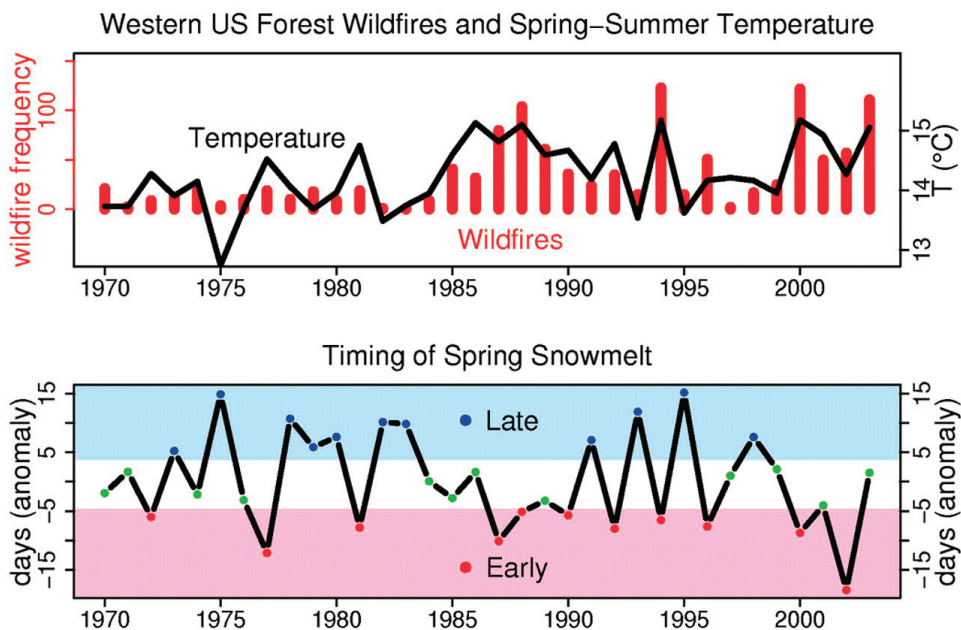 Western US Forest Wildfires and Spring–Summer Temperature
wildfire frequency
0 100
Temperature
Wildfires
13 14 15
T (°C)
1970 1975 1980 1985 1990 1995 2000
Timing of Spring Snowmelt
days (anomaly)
-15 -5 5 15
Late
Early
-15 -5 5 15
days (anomaly)
1970 1975 1980 1985 1990 1995 2000